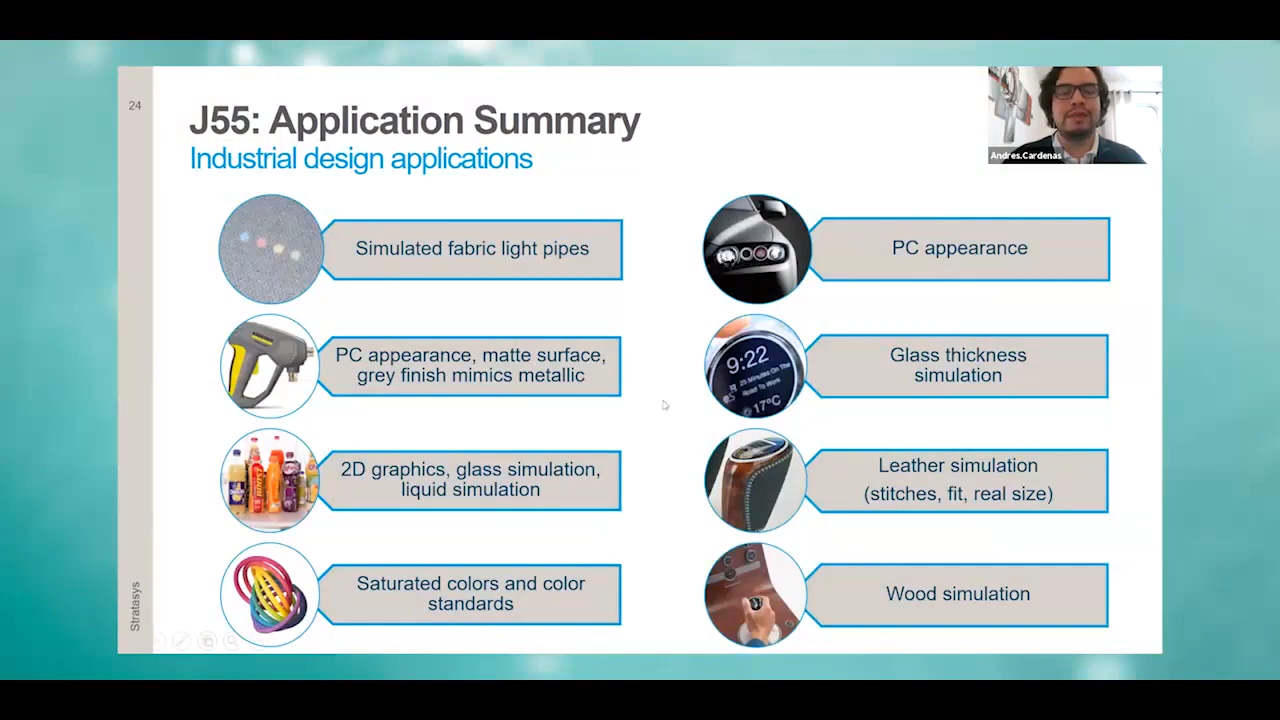 24
J55: Application Summary
Industrial design applications
Andres.Cardenas
Simulated fabric light pipes
PC appearance
PC appearance, matte surface,
grey finish mimics metallic
9:22
17°C
Glass thickness
simulation
2D graphics, glass simulation,
liquid simulation
Leather simulation
(stitches, fit, real size)
Saturated colors and color
standards
Wood simulation
Stratasys